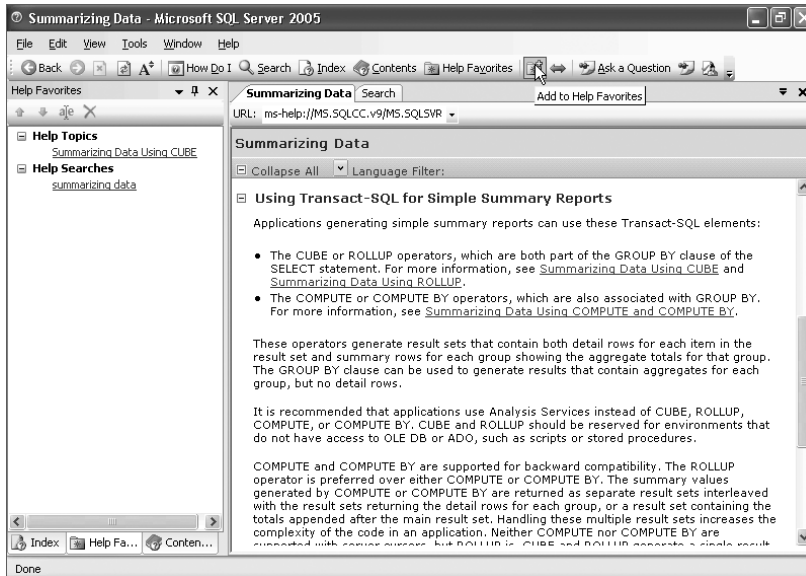 Summarizing Data - Microsoft SQL Server 2005
File Edit View Tools Window Help
Back How Do I Search Index Contents Help Favorites Ask a Question
Add to Help Favorites
Help Favorites
Help Topics
Summarizing Data Using CUBE
Help Searches
summarizing data
Index Help Fa... Conten...
Summarizing Data Search
URL: ms-help://MS.SQLCC.v9/MS.SQLSVR
Summarizing Data
Collapse All Language Filter:
Using Transact-SQL for Simple Summary Reports
Applications generating simple summary reports can use these Transact-SQL elements:
• The CUBE or ROLLUP operators, which are both part of the GROUP BY clause of the
SELECT statement. For more information, see Summarizing Data Using CUBE and
Summarizing Data Using ROLLUP.
• The COMPUTE or COMPUTE BY operators, which are also associated with GROUP BY.
For more information, see Summarizing Data Using COMPUTE and COMPUTE BY.
These operators generate result sets that contain both detail rows for each item in the
result set and summary rows for each group showing the aggregate totals for that group.
The GROUP BY clause can be used to generate results that contain aggregates for each
group, but no detail rows.
It is recommended that applications use Analysis Services instead of CUBE, ROLLUP,
COMPUTE, or COMPUTE BY. CUBE and ROLLUP should be reserved for environments that
do not have access to OLE DB or ADO, such as scripts or stored procedures.
COMPUTE and COMPUTE BY are supported for backward compatibility. The ROLLUP
operator is preferred over either COMPUTE or COMPUTE BY. The summary values
generated by COMPUTE or COMPUTE BY are returned as separate result sets interleaved
with the result sets returning the detail rows for each group, or a result set containing the
totals appended after the main result set. Handling these multiple result sets increases the
complexity of the code in an application. Neither COMPUTE nor COMPUTE BY are
supported with server cursors, but ROLLUP is. CUBE and ROLLUP generate a single result
Done